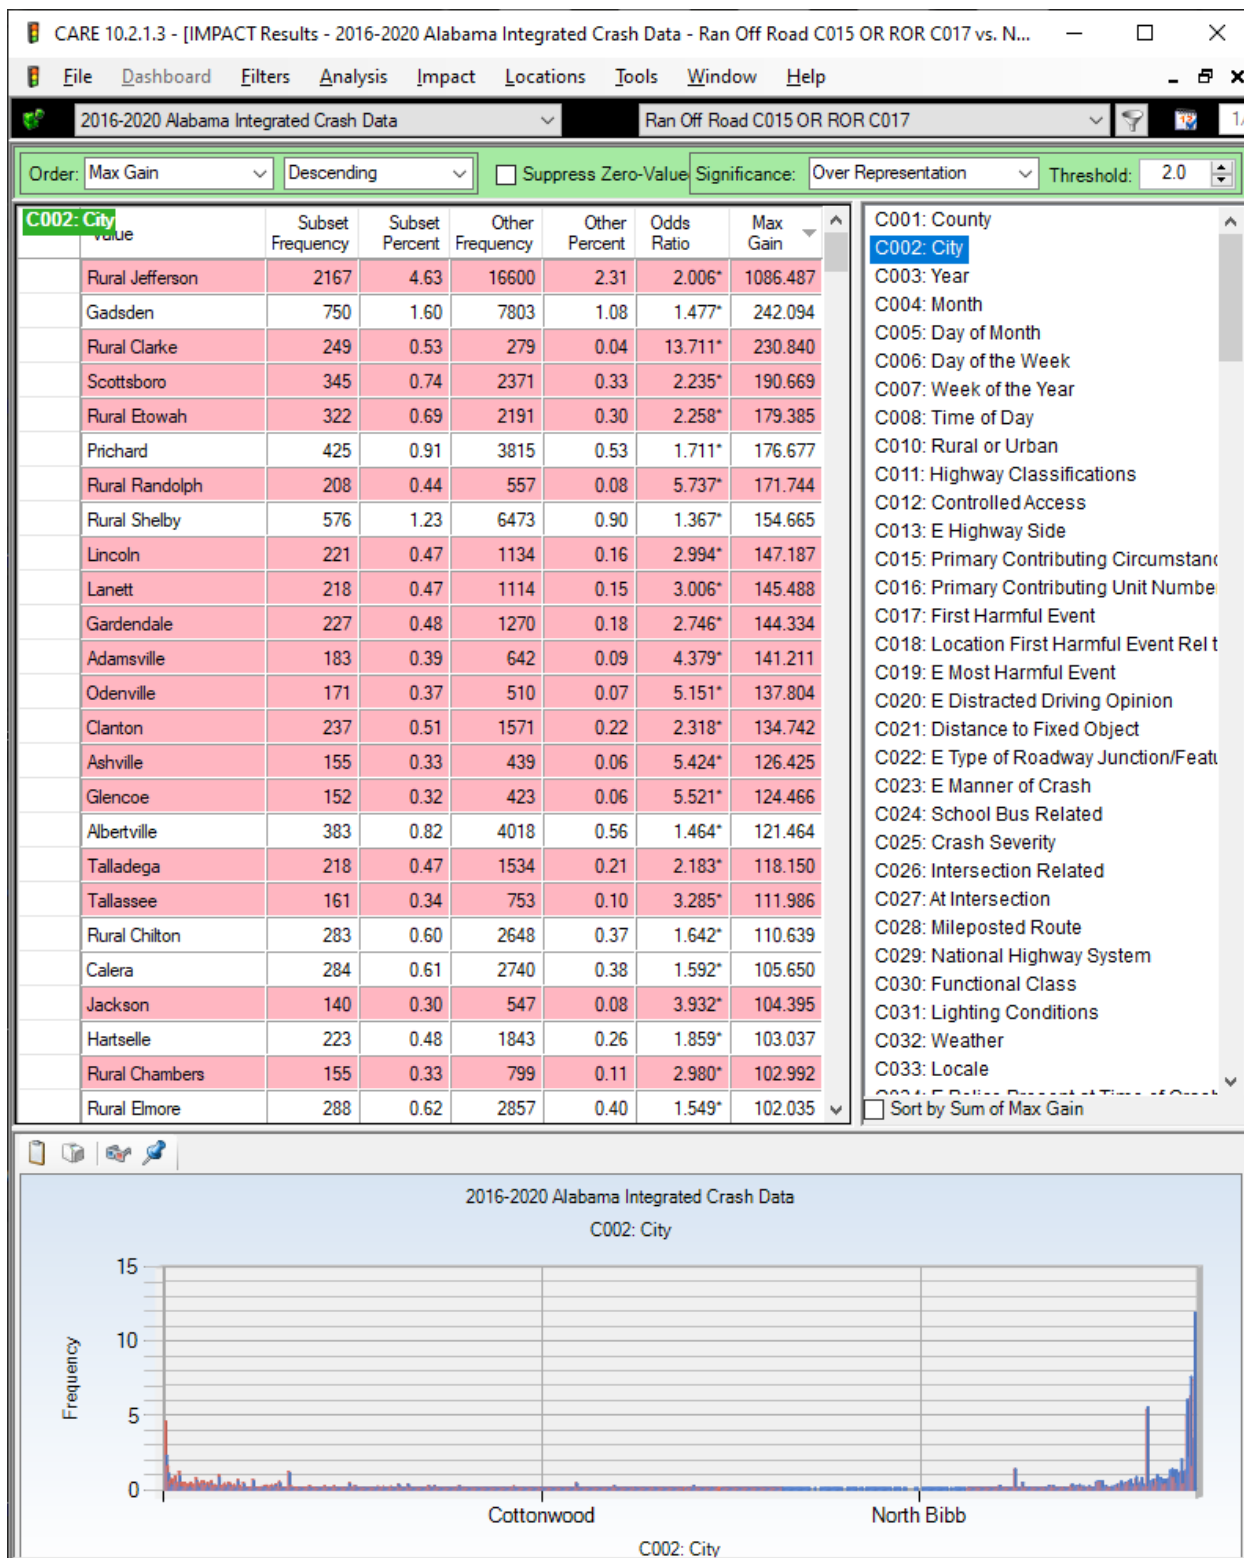 CARE 10.2.1.3 - [IMPACT Results - 2016-2020 Alabama Integrated Crash Data - Ran Off Road C015 OR ROR C017 vs. N...
File Dashboard Filters Analysis Impact Locations Tools Window Help
2016-2020 Alabama Integrated Crash Data Ran Off Road C015 OR ROR C017
Order: Max Gain Descending Suppress Zero-Value Significance: Over Representation Threshold: 2.0
C002: City Value Subset Frequency Subset Percent Other Frequency Other Percent Odds Ratio Max Gain
Rural Jefferson 2167 4.63 16600 2.31 2.006* 1086.487
Gadsden 750 1.60 7803 1.08 1.477* 242.094
Rural Clarke 249 0.53 279 0.04 13.711* 230.840
Scottsboro 345 0.74 2371 0.33 2.235* 190.669
Rural Etowah 322 0.69 2191 0.30 2.258* 179.385
Prichard 425 0.91 3815 0.53 1.711* 176.677
Rural Randolph 208 0.44 557 0.08 5.737* 171.744
Rural Shelby 576 1.23 6473 0.90 1.367* 154.665
Lincoln 221 0.47 1134 0.16 2.994* 147.187
Lanett 218 0.47 1114 0.15 3.006* 145.488
Gardendale 227 0.48 1270 0.18 2.746* 144.334
Adamsville 183 0.39 642 0.09 4.379* 141.211
Odenville 171 0.37 510 0.07 5.151* 137.804
Clanton 237 0.51 1571 0.22 2.318* 134.742
Ashville 155 0.33 439 0.06 5.424* 126.425
Glencoe 152 0.32 423 0.06 5.521* 124.466
Albertville 383 0.82 4018 0.56 1.464* 121.464
Talladega 218 0.47 1534 0.21 2.183* 118.150
Tallassee 161 0.34 753 0.10 3.285* 111.986
Rural Chilton 283 0.60 2648 0.37 1.642* 110.639
Calera 284 0.61 2740 0.38 1.592* 105.650
Jackson 140 0.30 547 0.08 3.932* 104.395
Hartselle 223 0.48 1843 0.26 1.859* 103.037
Rural Chambers 155 0.33 799 0.11 2.980* 102.992
Rural Elmore 288 0.62 2857 0.40 1.549* 102.035
C001: County
C002: City
C003: Year
C004: Month
C005: Day of Month
C006: Day of the Week
C007: Week of the Year
C008: Time of Day
C010: Rural or Urban
C011: Highway Classifications
C012: Controlled Access
C013: E Highway Side
C015: Primary Contributing Circumstanc
C016: Primary Contributing Unit Numbe
C017: First Harmful Event
C018: Location First Harmful Event Rel t
C019: E Most Harmful Event
C020: E Distracted Driving Opinion
C021: Distance to Fixed Object
C022: E Type of Roadway Junction/Featu
C023: E Manner of Crash
C024: School Bus Related
C025: Crash Severity
C026: Intersection Related
C027: At Intersection
C028: Mileposted Route
C029: National Highway System
C030: Functional Class
C031: Lighting Conditions
C032: Weather
C033: Locale
C034: E Police Present at Time of Crash
Sort by Sum of Max Gain
2016-2020 Alabama Integrated Crash Data
C002: City
15
10
5
0
Frequency
Cottonwood North Bibb
C002: City